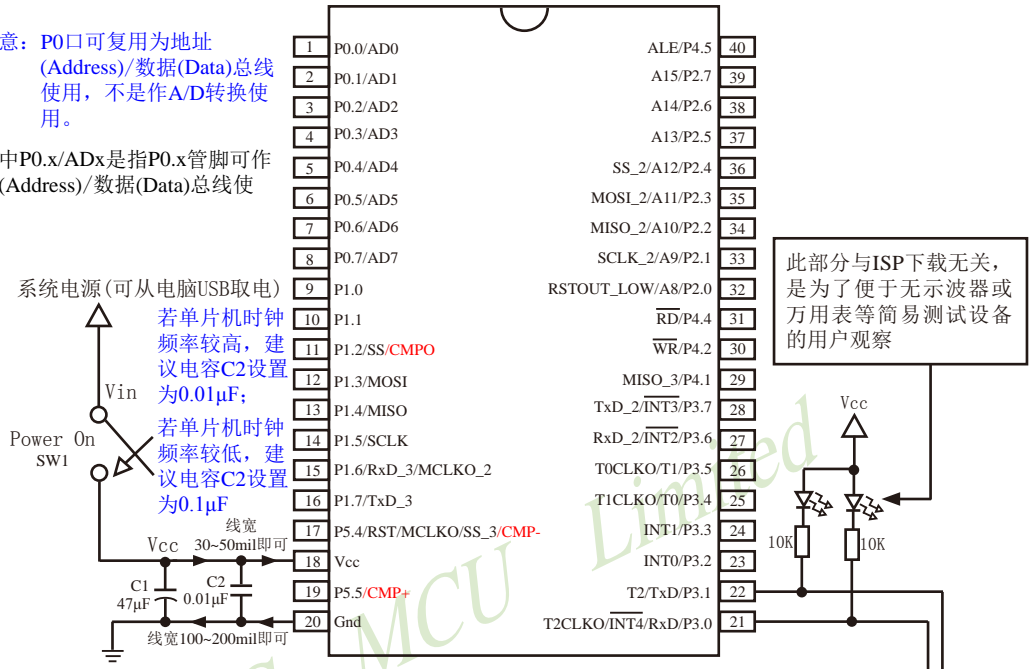 意：P0口可复用为地址
(Address)/数据(Data)总线
使用，不是作A/D转换使
用。
中P0.x/ADx是指P0.x管脚可作
(Address)/数据(Data)总线使
系统电源(可从电脑USB取电)
若单片机时钟
频率较高，建
议电容C2设置
为0.01μF；
若单片机时钟
频率较低，建
议电容C2设置
为0.1μF
Vin
Power On
SW1
线宽
Vcc 30~50mil即可
C1
47μF
C2
0.01μF
线宽100~200mil即可
1 P0.0/AD0
2 P0.1/AD1
3 P0.2/AD2
4 P0.3/AD3
5 P0.4/AD4
6 P0.5/AD5
7 P0.6/AD6
8 P0.7/AD7
9 P1.0
10 P1.1
11 P1.2/SS/CMPO
12 P1.3/MOSI
13 P1.4/MISO
14 P1.5/SCLK
15 P1.6/RxD_3/MCLKO_2
16 P1.7/TxD_3
17 P5.4/RST/MCLKO/SS_3/CMP-
18 Vcc
19 P5.5/CMP+
20 Gnd
ALE/P4.5 40
A15/P2.7 39
A14/P2.6 38
A13/P2.5 37
SS_2/A12/P2.4 36
MOSI_2/A11/P2.3 35
MISO_2/A10/P2.2 34
SCLK_2/A9/P2.1 33
RSTOUT_LOW/A8/P2.0 32
RD/P4.4 31
WR/P4.2 30
MISO_3/P4.1 29
TxD_2/INT3/P3.7 28
RxD_2/INT2/P3.6 27
T0CLKO/T1/P3.5 26
T1CLKO/T0/P3.4 25
INT1/P3.3 24
INT0/P3.2 23
T2/TxD/P3.1 22
T2CLKO/INT4/RxD/P3.0 21
此部分与ISP下载无关，
是为了便于无示波器或
万用表等简易测试设备
的用户观察
Vcc
10K
10K
MCU Limited